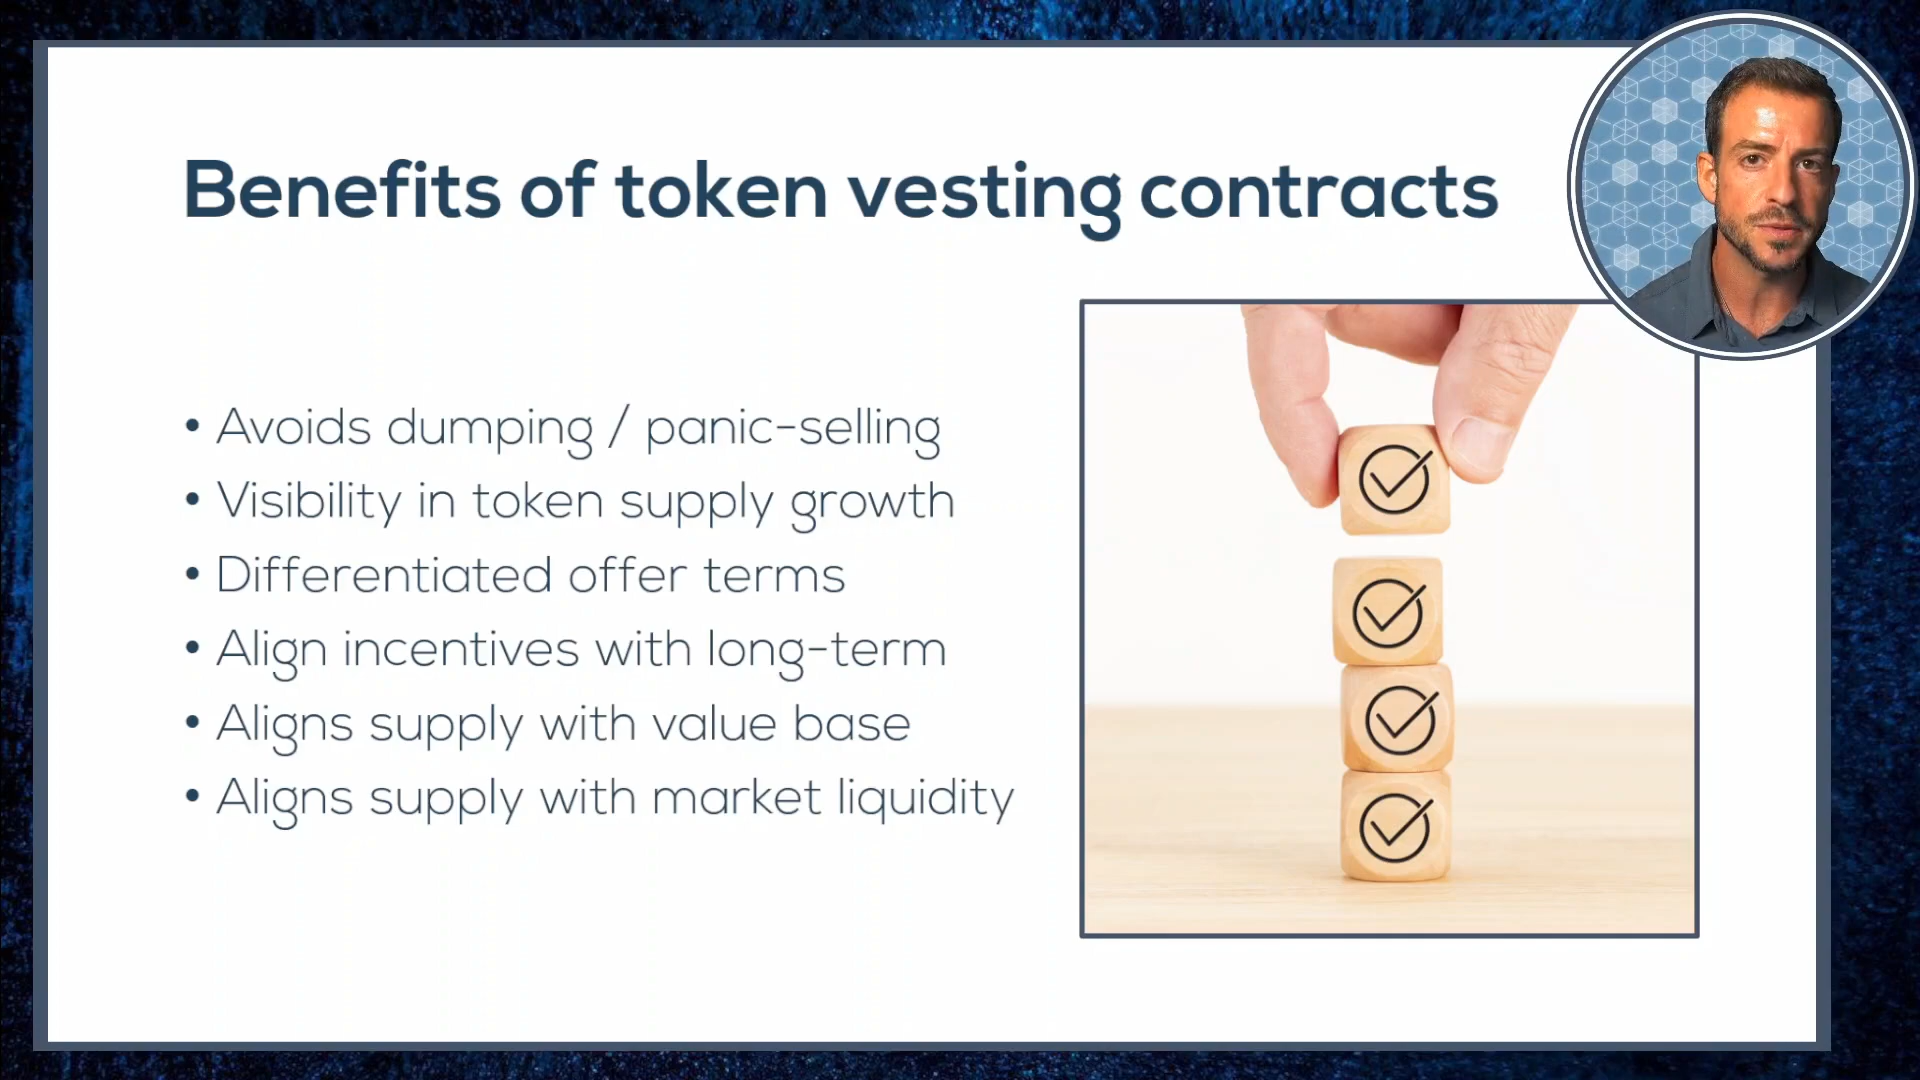 Benefits of token vesting contracts
• Avoids dumping / panic-selling
• Visibility in token supply growth
• Differentiated offer terms
• Align incentives with long-term
• Aligns supply with value base
• Aligns supply with market liquidity